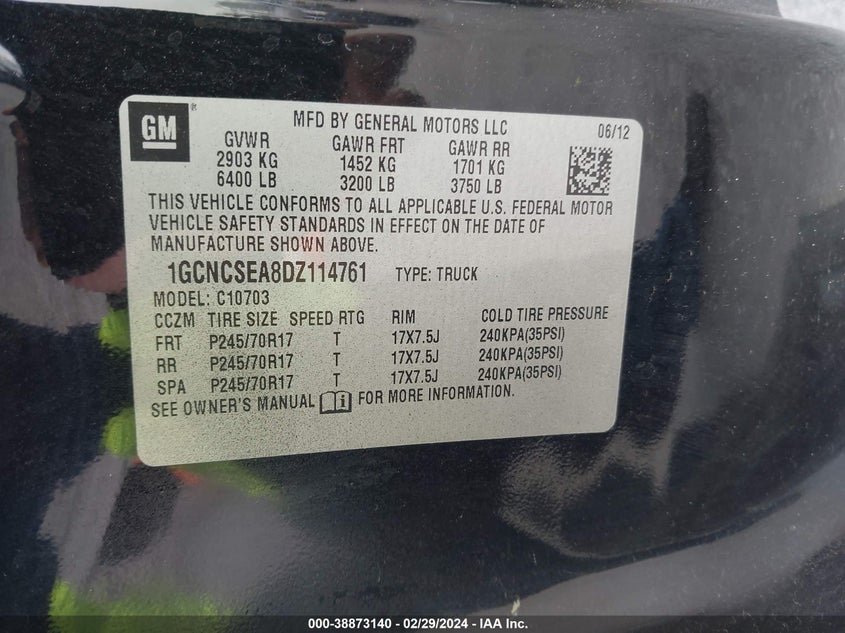 GM
MFD BY GENERAL MOTORS LLC 06/12
GVWR GAWR FRT GAWR RR
2903 KG 1452 KG 1701 KG
6400 LB 3200 LB 3750 LB
THIS VEHICLE CONFORMS TO ALL APPLICABLE U.S. FEDERAL MOTOR
VEHICLE SAFETY STANDARDS IN EFFECT ON THE DATE OF
MANUFACTURE SHOWN ABOVE.
1GCNCSEA8DZ114761 TYPE: TRUCK
MODEL: C10703
CCZM TIRE SIZE SPEED RTG RIM COLD TIRE PRESSURE
FRT P245/70R17 T 17X7.5J 240KPA(35PSI)
RR P245/70R17 T 17X7.5J 240KPA(35PSI)
SPA P245/70R17 T 17X7.5J 240KPA(35PSI)
SEE OWNER'S MANUAL i FOR MORE INFORMATION.
000-38873140 - 02/29/2024 - IAA Inc.